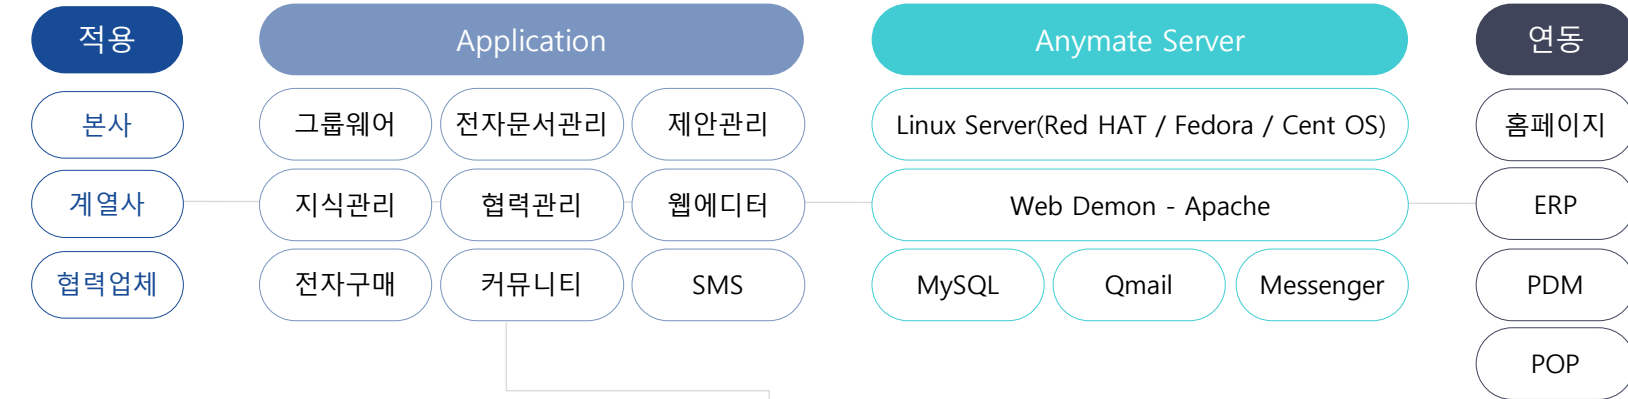 적용
Application
Anymate Server
연동
본사
그룹웨어
전자문서관리
제안관리
Linux Server(Red HAT / Fedora / Cent OS)
홈페이지
계열사
지식관리
협력관리
웹에디터
Web Demon - Apache
ERP
협력업체
전자구매
커뮤니티
SMS
MySQL
Qmail
Messenger
PDM
POP